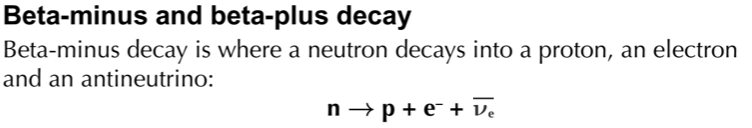 Beta-minus and beta-plus decay
Beta-minus decay is where a neutron decays into a proton, an electron
and an antineutrino:
n → p + e⁻ + ν̅ₑ